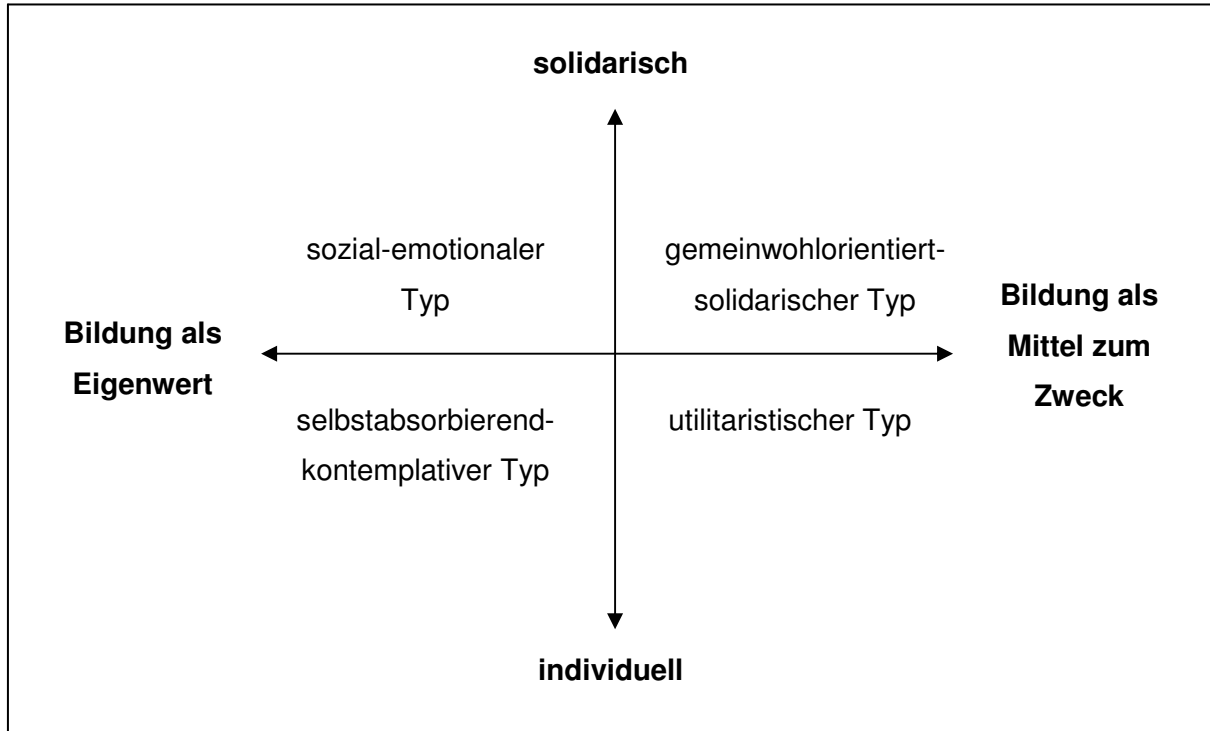 solidarisch
sozial-emotionaler
Typ
gemeinwohlorientiert-
solidarischer Typ
Bildung als
Eigenwert
Bildung als
Mittel zum
Zweck
selbstabsorbierend-
kontemplativer Typ
utilitaristischer Typ
individuell